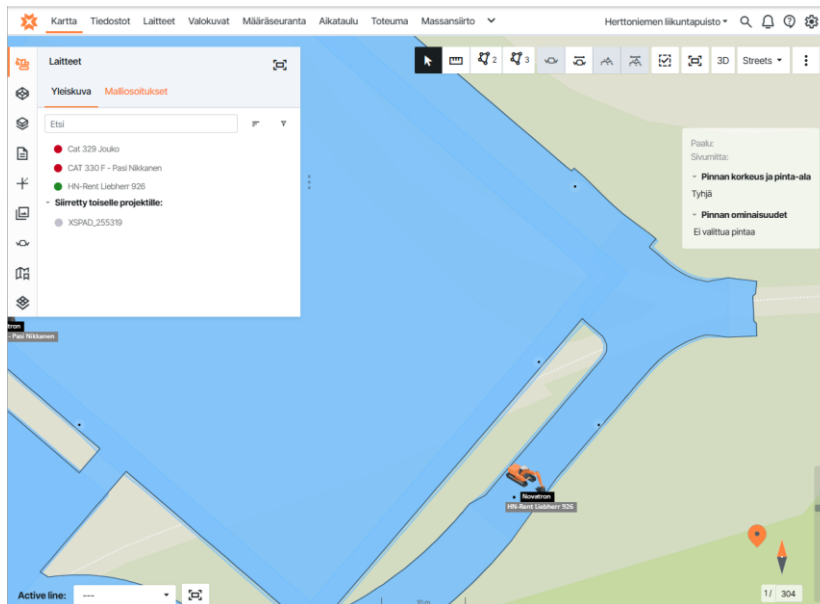 Kartta Tiedostot Laitteet Valokuvat Määräseuranta Aikataulu Toteuma Massansiirto Herttoniemen liikuntapuisto
Laitteet
2 3 3D Streets
Yleiskuva Malliosoitukset
Etsi
Cat 329 Jouko
CAT 330 F - Pasi Nikkanen
HN-Rent Liebherr 926
Siirretty toiselle projektille:
XSPAD_255319
Paalu:
Sivumitta:
Pinnan korkeus ja pinta-ala
Tyhjä
Pinnan ominaisuudet
Ei valittua pintaa
tron
- Pasi Nikkanen
Novatron
HN-Rent Liebherr 926
Active line: ---
10 m
1/ 304